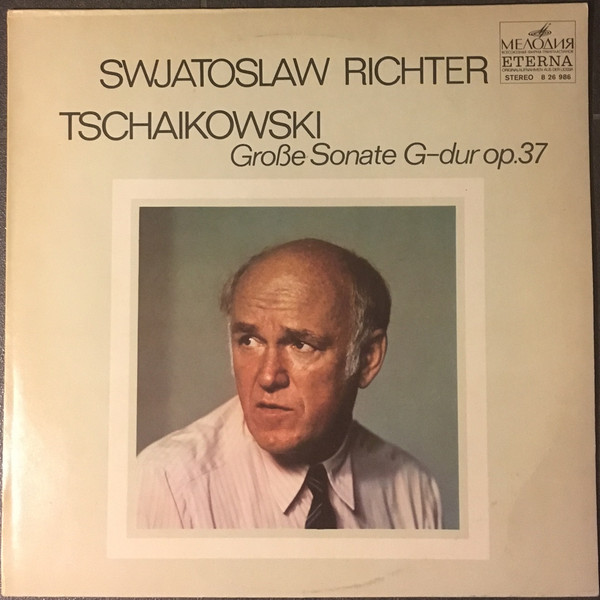 SWJATOSLAW RICHTER
TSCHAIKOWSKI
Große Sonate G-dur op.37
МЕЛОДИЯ
ETERNA
STEREO 8 26 986